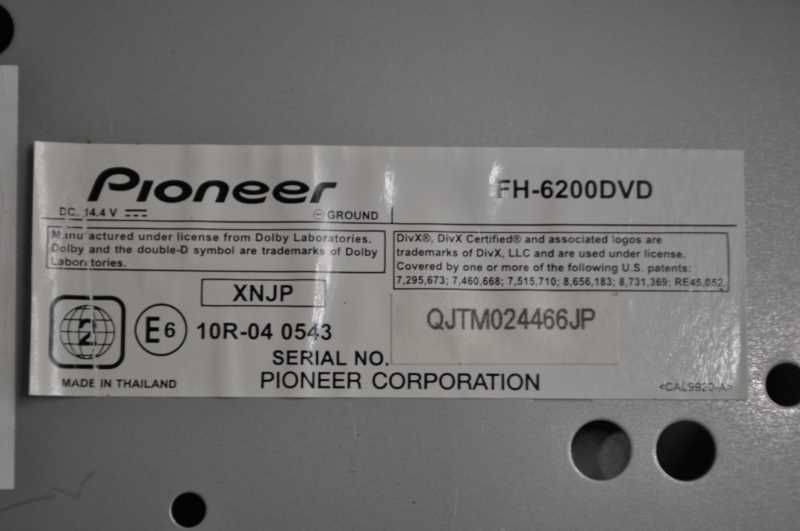 Pioneer
FH-6200DVD
DC. 14.4 V
GROUND
Manufactured under license from Dolby Laboratories.
Dolby and the double-D symbol are trademarks of Dolby
Laboratories.
DivX®, DivX Certified® and associated logos are
trademarks of DivX, LLC and are used under license.
Covered by one or more of the following U.S. patents:
7,295,673; 7,460,668; 7,515,710; 8,656,183; 8,731,369; RE45,052
XNJP
2
E6
10R-04 0543
SERIAL NO.
QJTM024466JP
MADE IN THAILAND
PIONEER CORPORATION
<CAL9920-A>